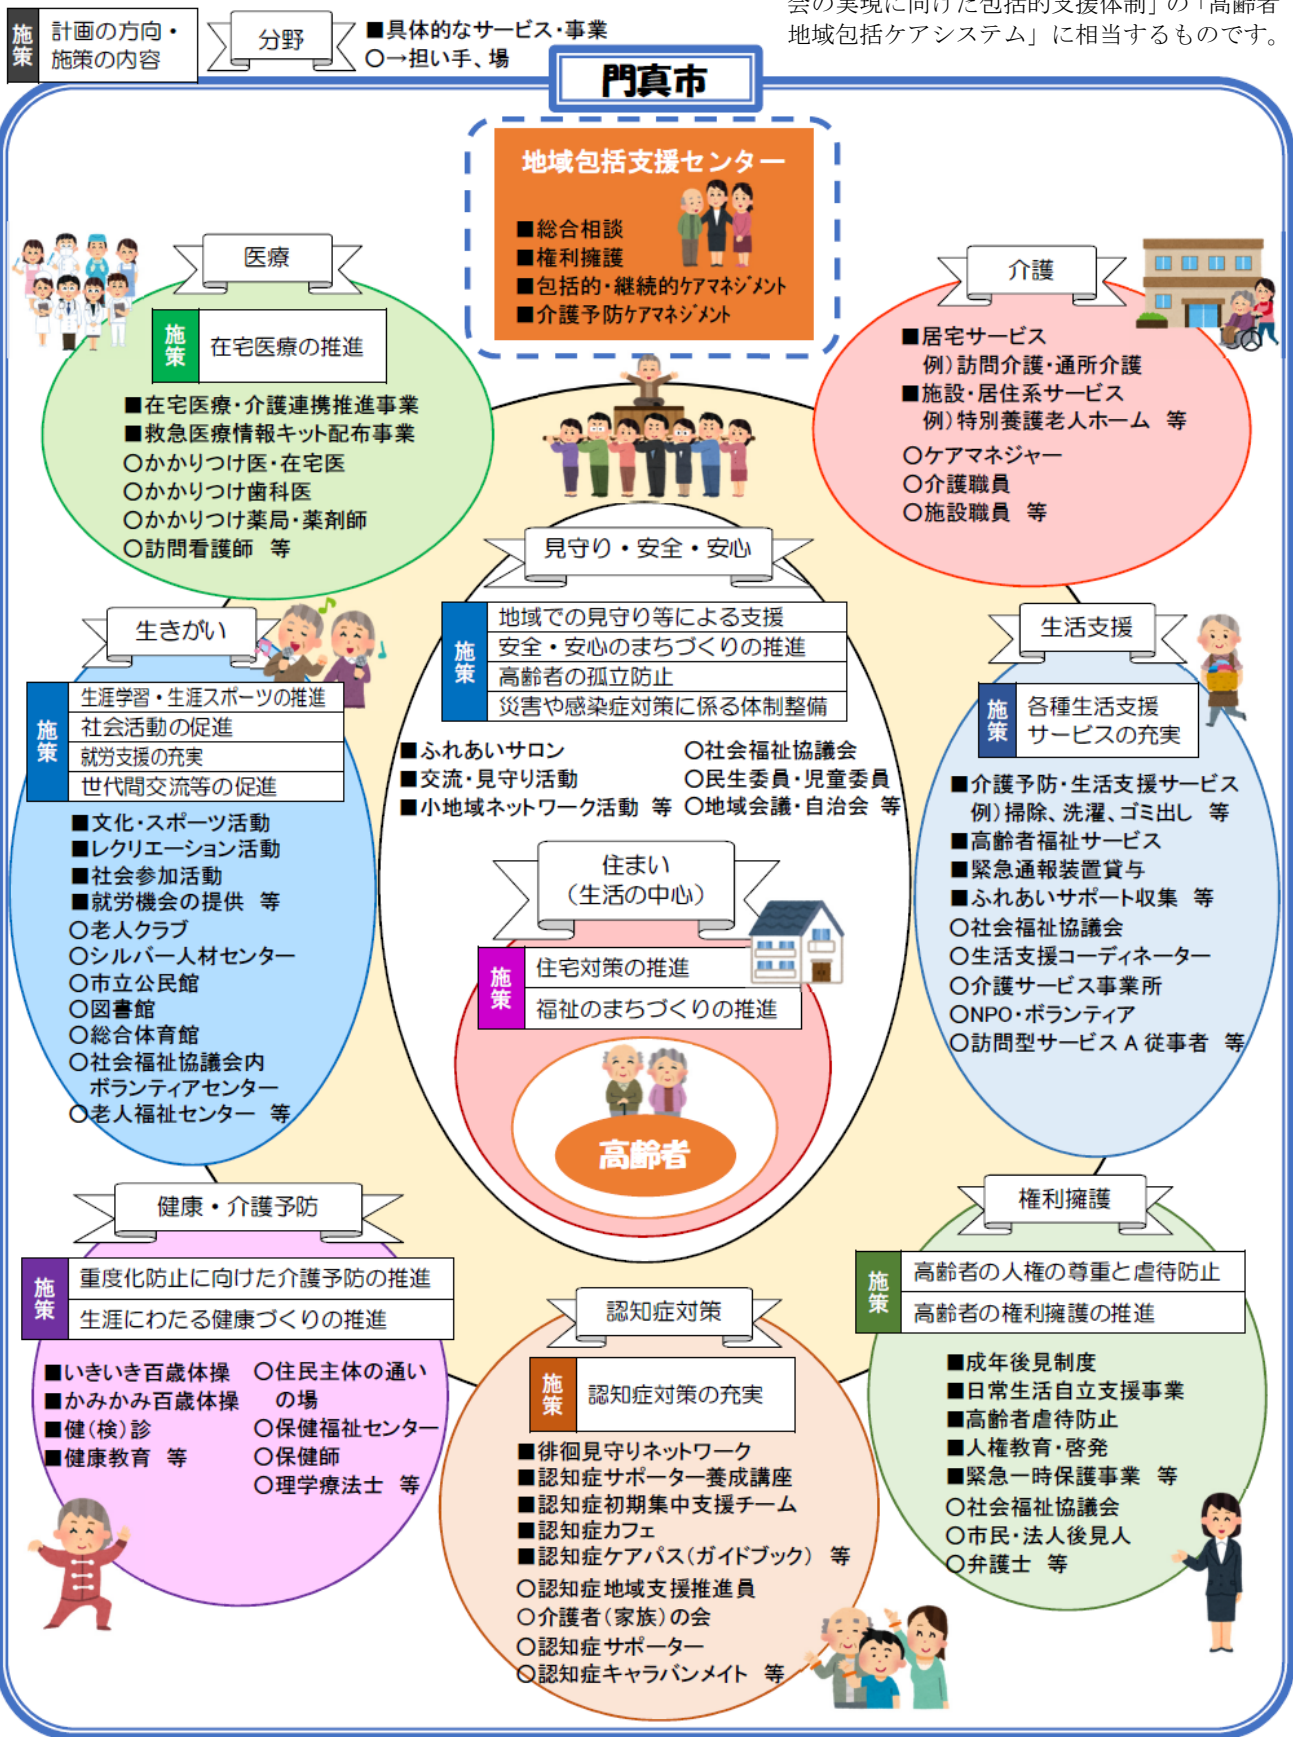 会の実現に向けた包括的支援体制」の「高齢者
地域包括ケアシステム」に相当するものです。
施策
計画の方向・
施策の内容
分野
■具体的なサービス・事業
○→担い手、場
門真市
地域包括支援センター
■総合相談
■権利擁護
■包括的・継続的ケアマネジメント
■介護予防ケアマネジメント
医療
施策
在宅医療の推進
■在宅医療・介護連携推進事業
■救急医療情報キット配布事業
○かかりつけ医・在宅医
○かかりつけ歯科医
○かかりつけ薬局・薬剤師
○訪問看護師 等
介護
■居宅サービス
例)訪問介護・通所介護
■施設・居住系サービス
例)特別養護老人ホーム 等
○ケアマネジャー
○介護職員
○施設職員 等
見守り・安全・安心
施策
地域での見守り等による支援
安全・安心のまちづくりの推進
高齢者の孤立防止
災害や感染症対策に係る体制整備
■ふれあいサロン
■交流・見守り活動
■小地域ネットワーク活動 等
○社会福祉協議会
○民生委員・児童委員
○地域会議・自治会 等
生きがい
施策
生涯学習・生涯スポーツの推進
社会活動の促進
就労支援の充実
世代間交流等の促進
■文化・スポーツ活動
■レクリエーション活動
■社会参加活動
■就労機会の提供 等
○老人クラブ
○シルバー人材センター
○市立公民館
○図書館
○総合体育館
○社会福祉協議会内
ボランティアセンター
○老人福祉センター 等
生活支援
施策
各種生活支援
サービスの充実
■介護予防・生活支援サービス
例)掃除、洗濯、ゴミ出し 等
■高齢者福祉サービス
■緊急通報装置貸与
■ふれあいサポート収集 等
○社会福祉協議会
○生活支援コーディネーター
○介護サービス事業所
○NPO・ボランティア
○訪問型サービスA従事者 等
住まい
(生活の中心)
施策
住宅対策の推進
福祉のまちづくりの推進
高齢者
健康・介護予防
施策
重度化防止に向けた介護予防の推進
生涯にわたる健康づくりの推進
■いきいき百歳体操
■かみかみ百歳体操
■健(検)診
■健康教育 等
○住民主体の通い
の場
○保健福祉センター
○保健師
○理学療法士 等
認知症対策
施策
認知症対策の充実
■徘徊見守りネットワーク
■認知症サポーター養成講座
■認知症初期集中支援チーム
■認知症カフェ
■認知症ケアパス(ガイドブック) 等
○認知症地域支援推進員
○介護者(家族)の会
○認知症サポーター
○認知症キャラバンメイト 等
権利擁護
施策
高齢者の人権の尊重と虐待防止
高齢者の権利擁護の推進
■成年後見制度
■日常生活自立支援事業
■高齢者虐待防止
■人権教育・啓発
■緊急一時保護事業 等
○社会福祉協議会
○市民・法人後見人
○弁護士 等